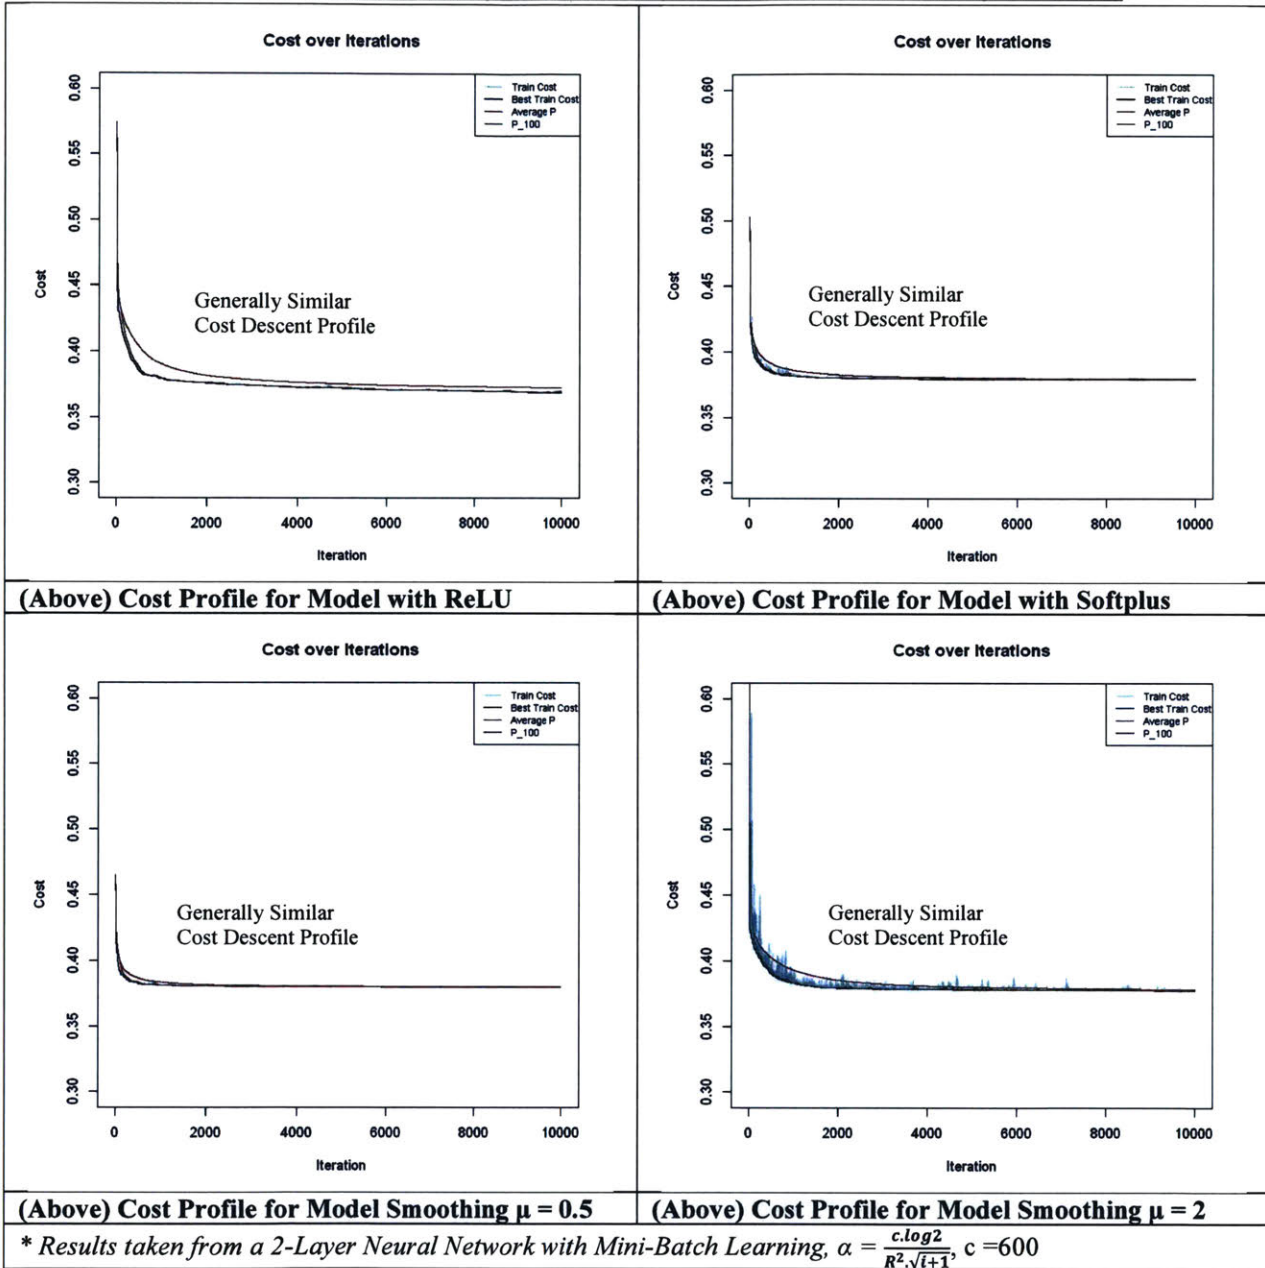 Cost over Iterations
Train Cost
Best Train Cost
Average P
P_100
0.60
0.55
0.50
0.45
0.40
0.35
0.30
Cost
Generally Similar
Cost Descent Profile
0 2000 4000 6000 8000 10000
Iteration
(Above) Cost Profile for Model with ReLU
Cost over Iterations
Train Cost
Best Train Cost
Average P
P_100
0.60
0.55
0.50
0.45
0.40
0.35
0.30
Cost
Generally Similar
Cost Descent Profile
0 2000 4000 6000 8000 10000
Iteration
(Above) Cost Profile for Model with Softplus
Cost over Iterations
Train Cost
Best Train Cost
Average P
P_100
0.60
0.55
0.50
0.45
0.40
0.35
0.30
Cost
Generally Similar
Cost Descent Profile
0 2000 4000 6000 8000 10000
Iteration
(Above) Cost Profile for Model Smoothing μ = 0.5
Cost over Iterations
Train Cost
Best Train Cost
Average P
P_100
0.60
0.55
0.50
0.45
0.40
0.35
0.30
Cost
Generally Similar
Cost Descent Profile
0 2000 4000 6000 8000 10000
Iteration
(Above) Cost Profile for Model Smoothing μ = 2
* Results taken from a 2-Layer Neural Network with Mini-Batch Learning, α = c.log2 / R².√i+1, c =600